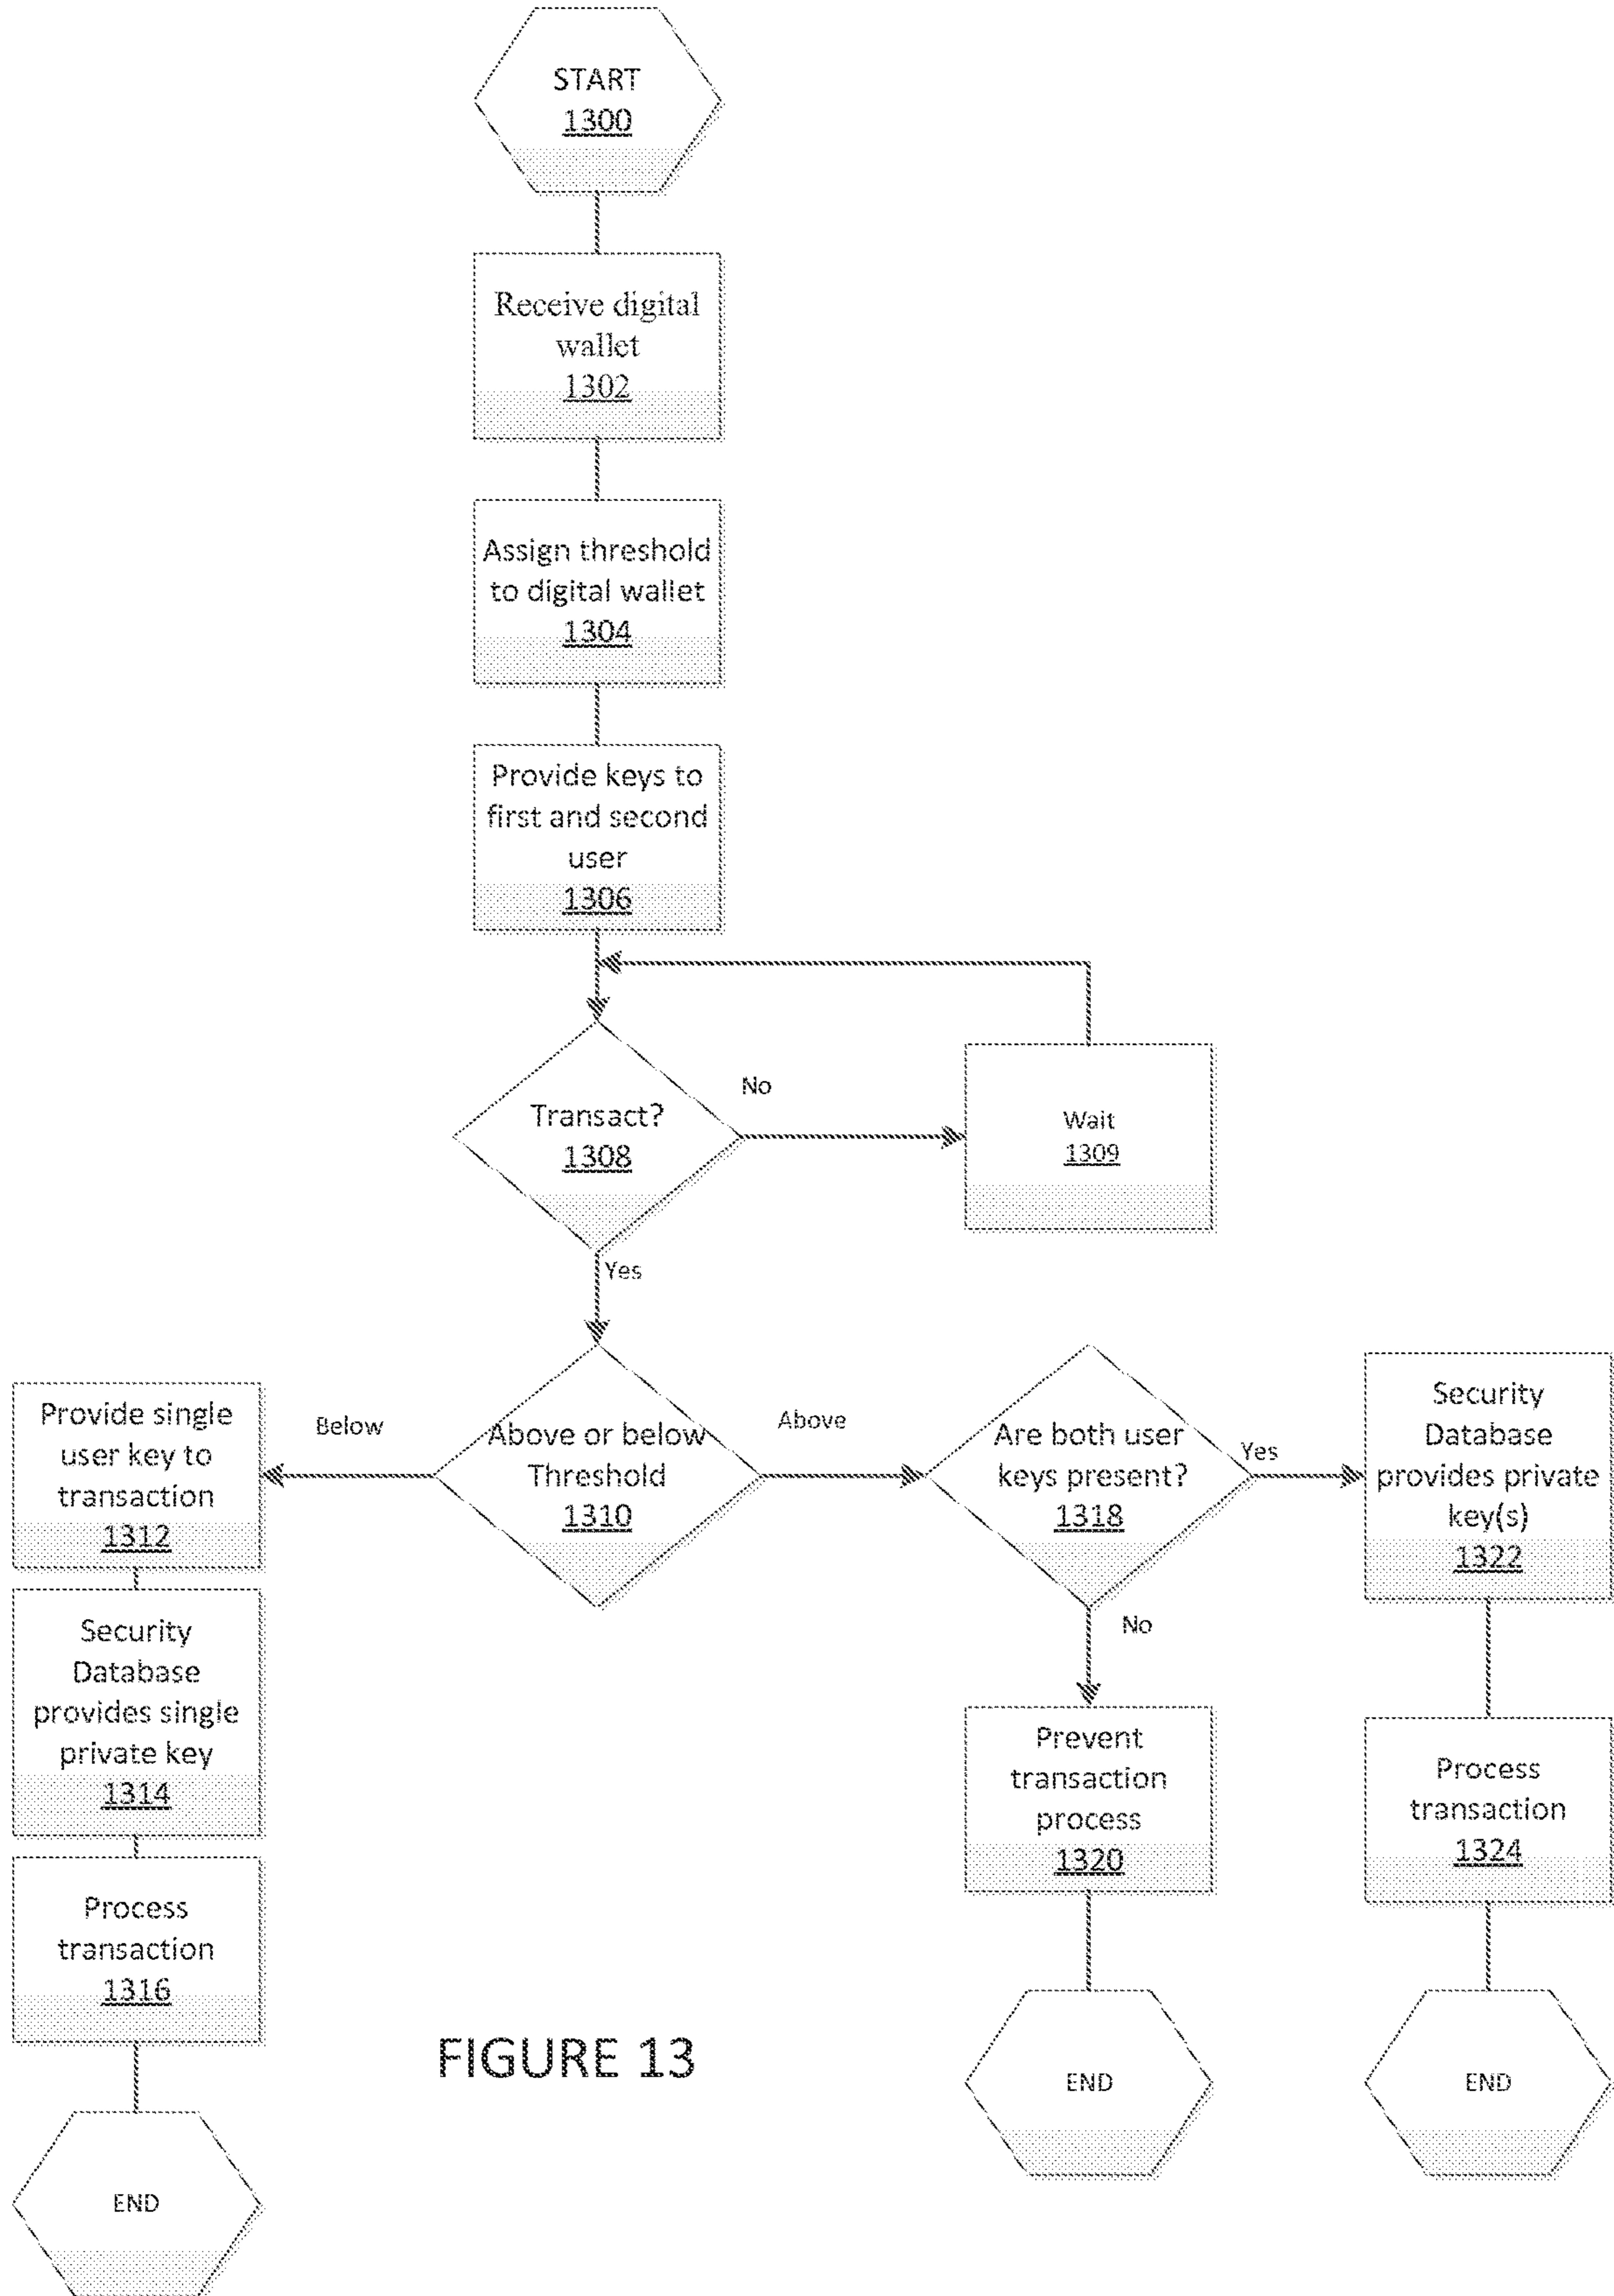 START
1300
Receive digital
wallet
1302
Assign threshold
to digital wallet
1304
Provide keys to
first and second
user
1306
Transact?
1308
No
Wait
1309
Yes
Above or below
Threshold
1310
Below
Provide single
user key to
transaction
1312
Security
Database
provides single
private key
1314
Process
transaction
1316
END
Above
Are both user
keys present?
1318
No
Prevent
transaction
process
1320
END
Yes
Security
Database
provides private
key(s)
1322
Process
transaction
1324
END
FIGURE 13